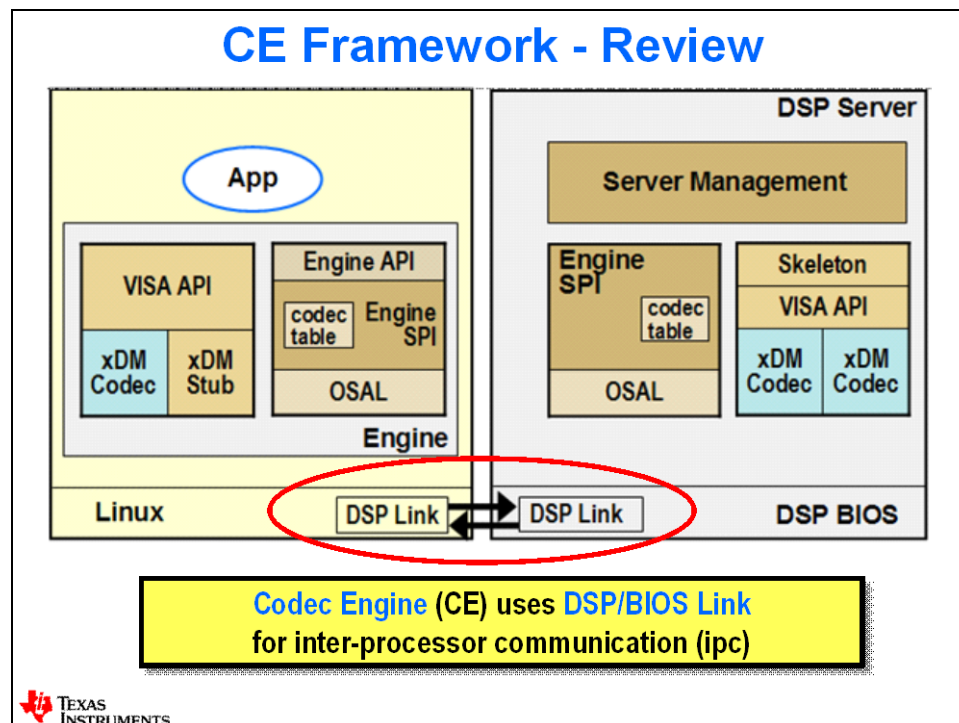 CE Framework - Review
App
VISA API
xDM
Codec
xDM
Stub
Engine API
codec
table
Engine
SPI
OSAL
Engine
Linux
DSP Link
DSP Server
Server Management
Engine
SPI
codec
table
OSAL
Skeleton
VISA API
xDM
Codec
xDM
Codec
DSP Link
DSP BIOS
Codec Engine (CE) uses DSP/BIOS Link
for inter-processor communication (ipc)
TEXAS
INSTRUMENTS